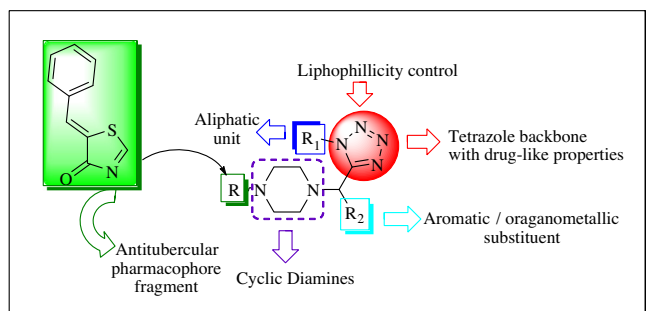 Liphophillicity control
Aliphatic
unit
R1
N
N
N
N
Tetrazole backbone
with drug-like properties
S
N
O
R
N
N
R2
Aromatic / oraganometallic
substituent
Antitubercular
pharmacophore
fragment
Cyclic Diamines